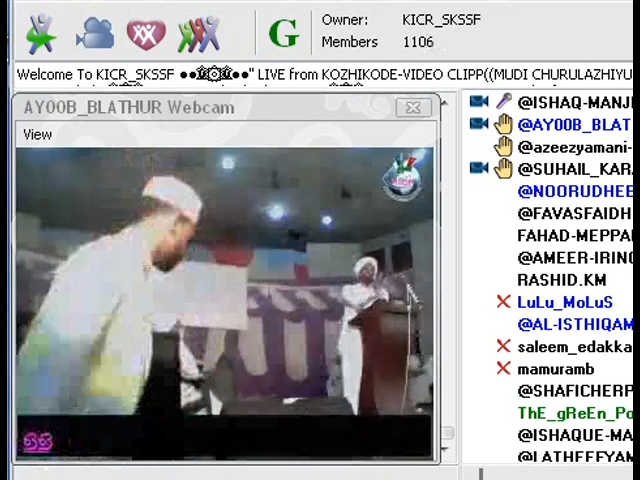 Owner: KICR_SKSSF
Members 1106
Welcome To KICR_SKSSF ●●۞●●" LIVE from KOZHIKODE-VIDEO CLIPP((MUDI CHURULAZHIYU
AY00B_BLATHUR Webcam
View
@ISHAQ-MANJ
@AY00B_BLAT
@azeezyamani-
@SUHAIL_KAR
@NOORUDHEE
@FAVASFAIDH
FAHAD-MEPPA
@AMEER-IRING
RASHID.KM
LuLu_MoLuS
@AL-ISTHIQAM
saleem_edakka
mamuramb
@SHAFICHERP
ThE_gReEn_Po
@ISHAQUE-MA
@LATHEEFYAM